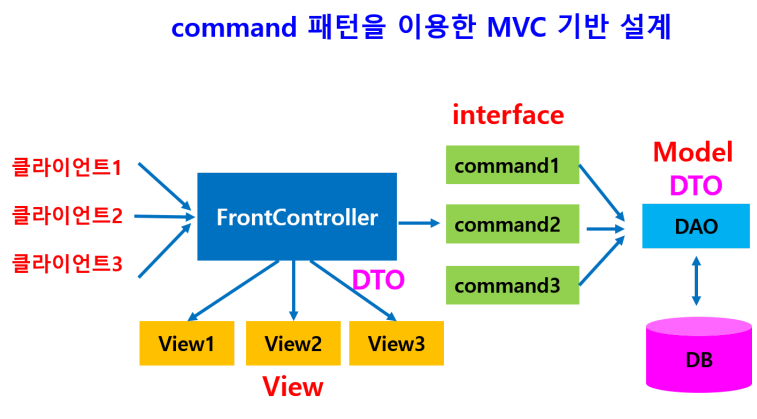 command 패턴을 이용한 MVC 기반 설계
interface
클라이언트1
클라이언트2
클라이언트3
FrontController
command1
command2
command3
Model
DTO
DAO
DTO
View1
View2
View3
View
DB